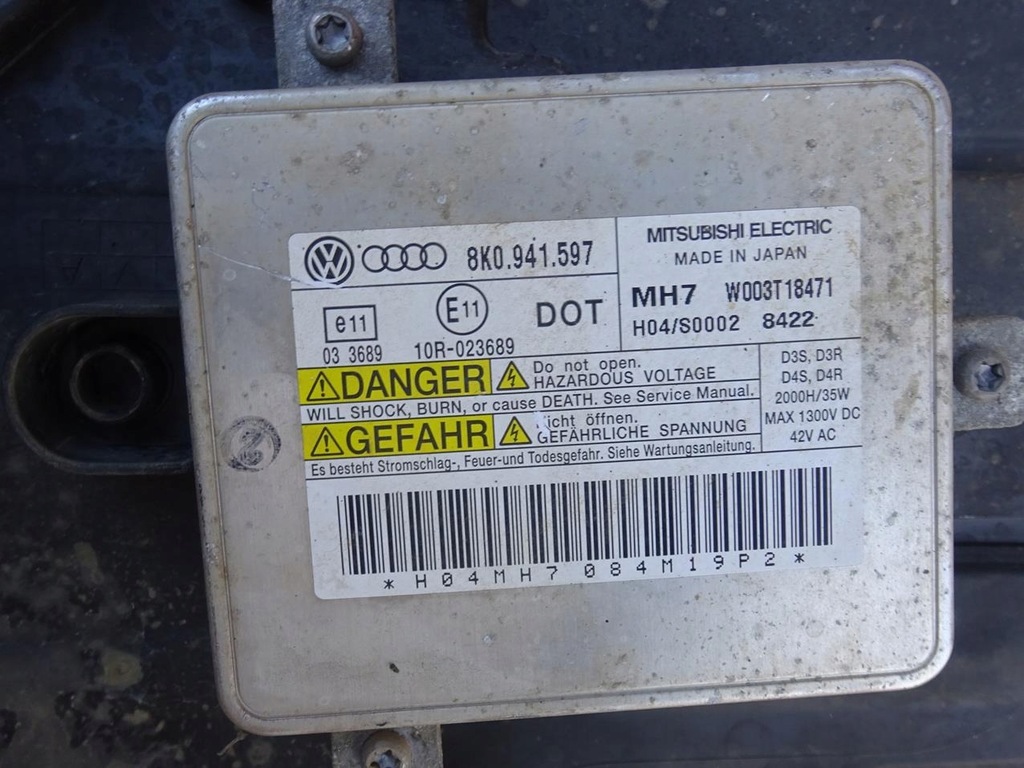 8K0.941.597
MITSUBISHI ELECTRIC
MADE IN JAPAN
e11
E11
DOT
03 3689
10R-023689
MH7 W003T18471
H04/S0002 8422
DANGER
Do not open.
HAZARDOUS VOLTAGE
WILL SHOCK, BURN, or cause DEATH. See Service Manual.
GEFAHR
icht öffnen.
GEFÄHRLICHE SPANNUNG
Es besteht Stromschlag-, Feuer-und Todesgefahr. Siehe Wartungsanleitung.
D3S, D3R
D4S, D4R
2000H/35W
MAX 1300V DC
42V AC
*H04MH7084M19P2*